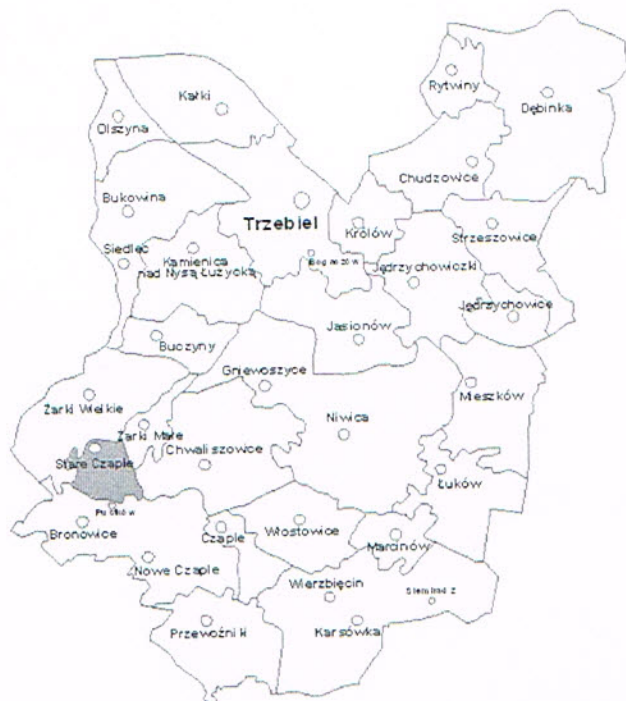 Rytwiny
Dębinka
Kałki
Olszyna
Chudzowice
Bukowina
Trzebiel
Królów
Strzeszowice
Siedlec
Kamienica
nad Nysą Łużycką
Jędrzychowiczki
Jędrzychowice
Jasionów
Buczyny
Gniewoszyce
Mieszków
Żarki Wielkie
Żarki Małe
Niwica
Stare Czaple
Chwaliszowice
Łuków
Bronowice
Czaple
Włostowice
Marcinów
Nowe Czaple
Wierzbięcin
Przewoźniki
Karsówka